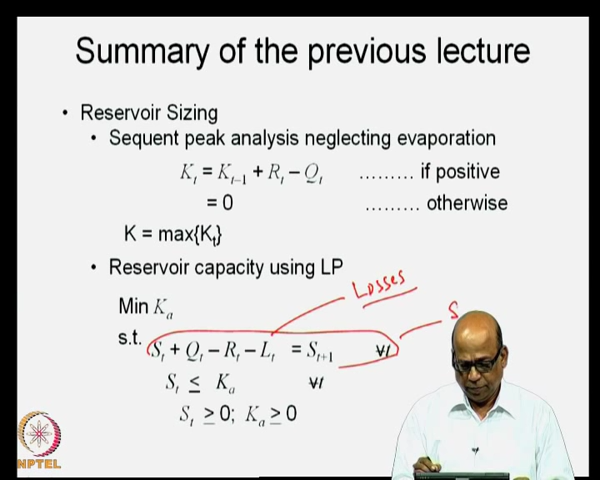 Summary of the previous lecture
• Reservoir Sizing
• Sequent peak analysis neglecting evaporation
K_t = K_{t-1} + R_t − Q_t ......... if positive
= 0 ......... otherwise
K = max{K_t}
• Reservoir capacity using LP
Losses
Min K_a
S
s.t.
S_t + Q_t − R_t − L_t = S_{t+1} ∀t
S_t ≤ K_a ∀t
S_t ≥ 0; K_a ≥ 0
NPTEL